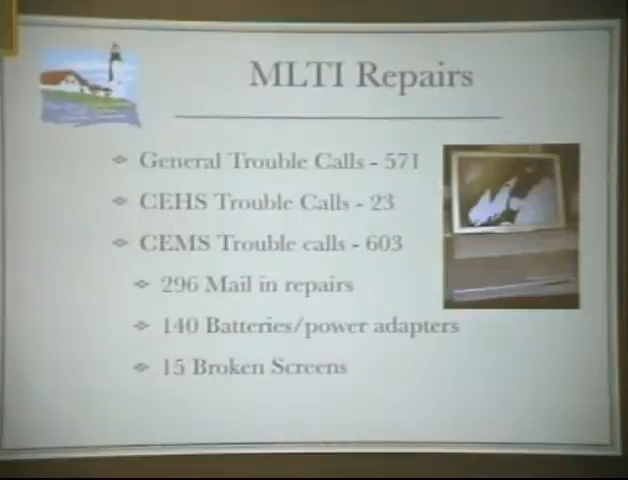 MLTI Repairs
General Trouble Calls - 571
CEHS Trouble Calls - 23
CEMS Trouble calls - 603
296 Mail in repairs
140 Batteries/power adapters
15 Broken Screens